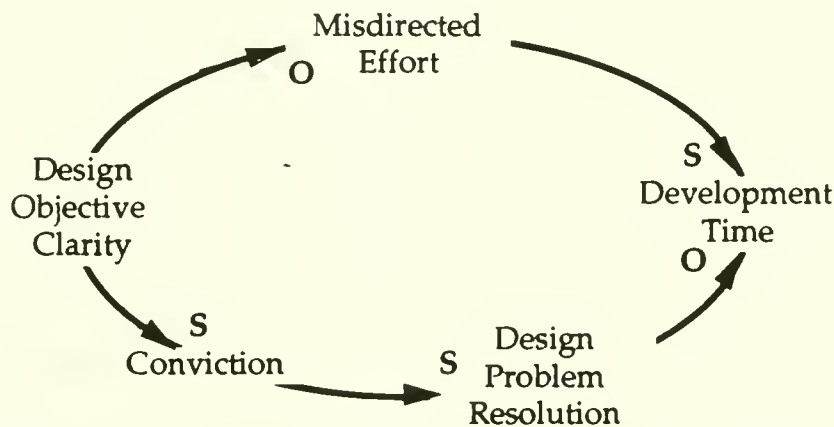 Misdirected
Effort
O
S
Design
Objective
Clarity
Development
Time
O
S
Conviction
S
Design
Problem
Resolution